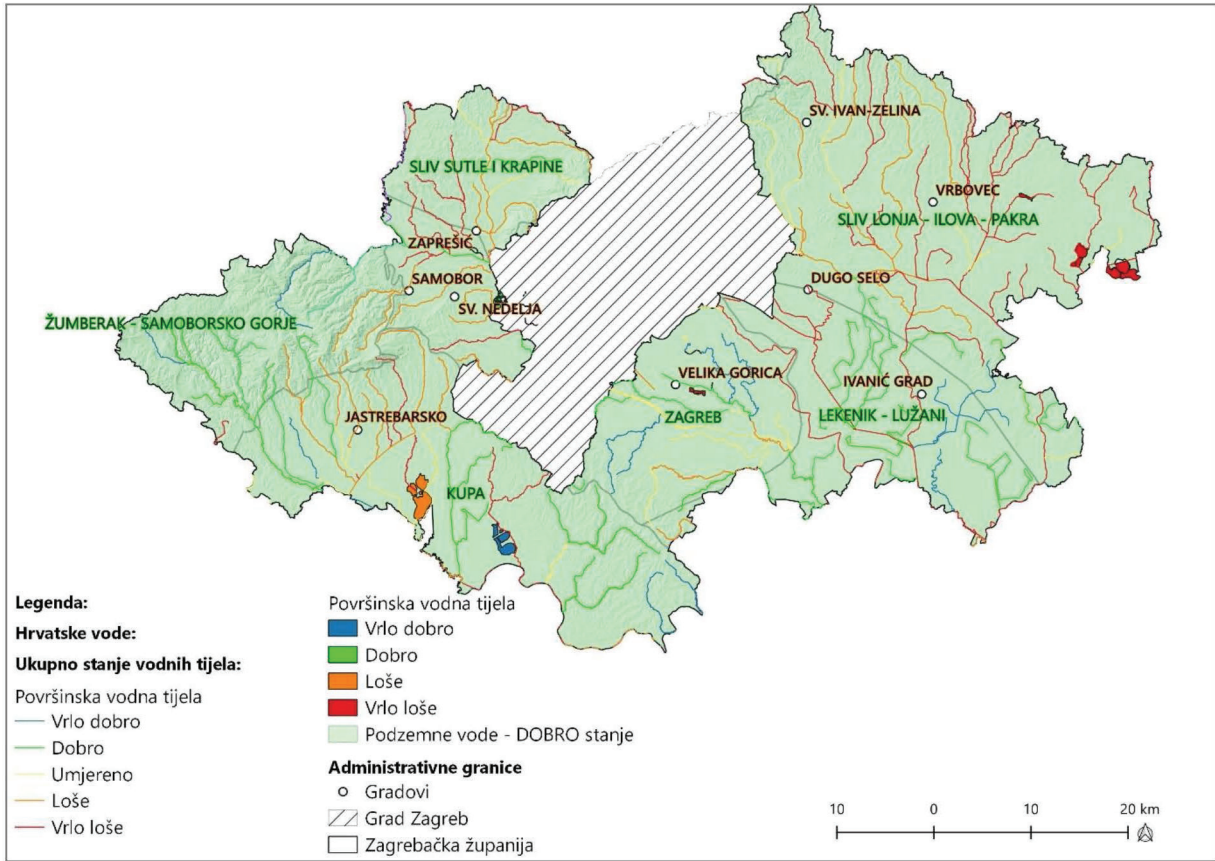 SV. IVAN-ZELINA
SLIV SUTLE I KRAPINE
VRBOVEC
SLIV LONJA - ILOVA - PAKRA
ZAPREŠIĆ
SAMOBOR
DUGO SELO
SV. NEDELJA
ŽUMBERAK - SAMOBORSKO GORJE
VELIKA GORICA
IVANIĆ GRAD
JASTREBARSKO
ZAGREB
LEKENIK - LUŽANI
KUPA
Legenda:
Hrvatske vode:
Ukupno stanje vodnih tijela:
Površinska vodna tijela
Vrlo dobro
Dobro
Umjereno
Loše
Vrlo loše
Površinska vodna tijela
Vrlo dobro
Dobro
Loše
Vrlo loše
Podzemne vode - DOBRO stanje
Administrativne granice
Gradovi
Grad Zagreb
Zagrebačka županija
10 0 10 20 km